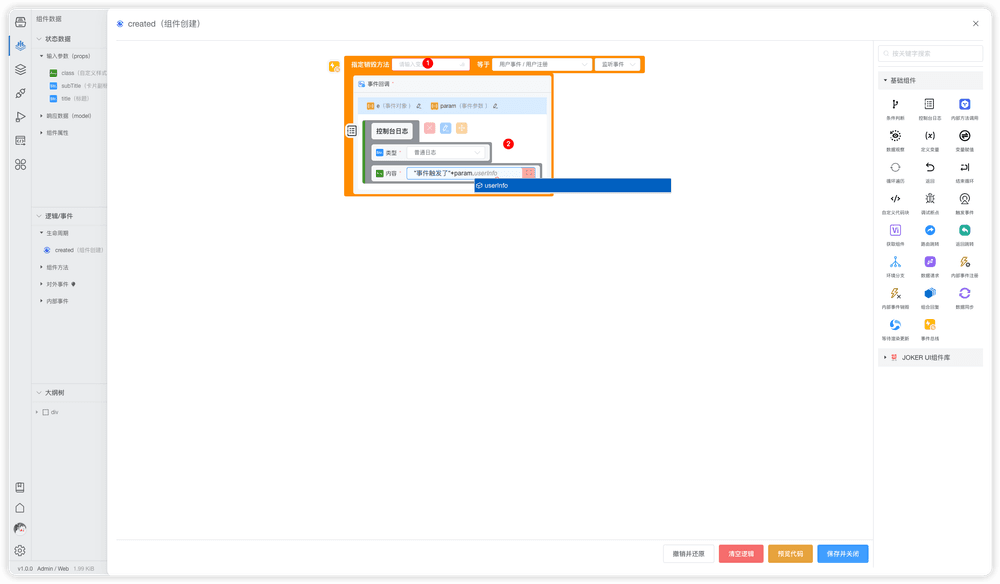 组件数据
状态数据
输入参数（props）
class（自定义样式
subTitle（卡片副标
title（标题）
响应数据（model）
组件属性
逻辑/事件
生命周期
created（组件创建）
组件方法
对外事件
内部事件
大纲树
div
v1.0.0 Admin / Web 1.99 KiB
created（组件创建）
指定销毁方法
1
等于
用户事件 / 用户注册
监听事件
事件回调
e（事件对象）
param（事件参数）
控制台日志
2
类型
普通日志
内容
"事件触发了"+param.userInfo
userInfo
按关键字搜索
基础组件
条件判断
控制台日志
内部方法调用
数据观察
定义变量
变量赋值
循环遍历
返回
结束循环
自定义代码块
调试断点
触发事件
获取组件
路由跳转
返回跳转
环境分支
数据请求
内部事件注册
内部事件销毁
组合创集
数据同步
等待渲染更新
事件总线
JOKER UI组件库
撤销并还原
清空逻辑
预览代码
保存并关闭